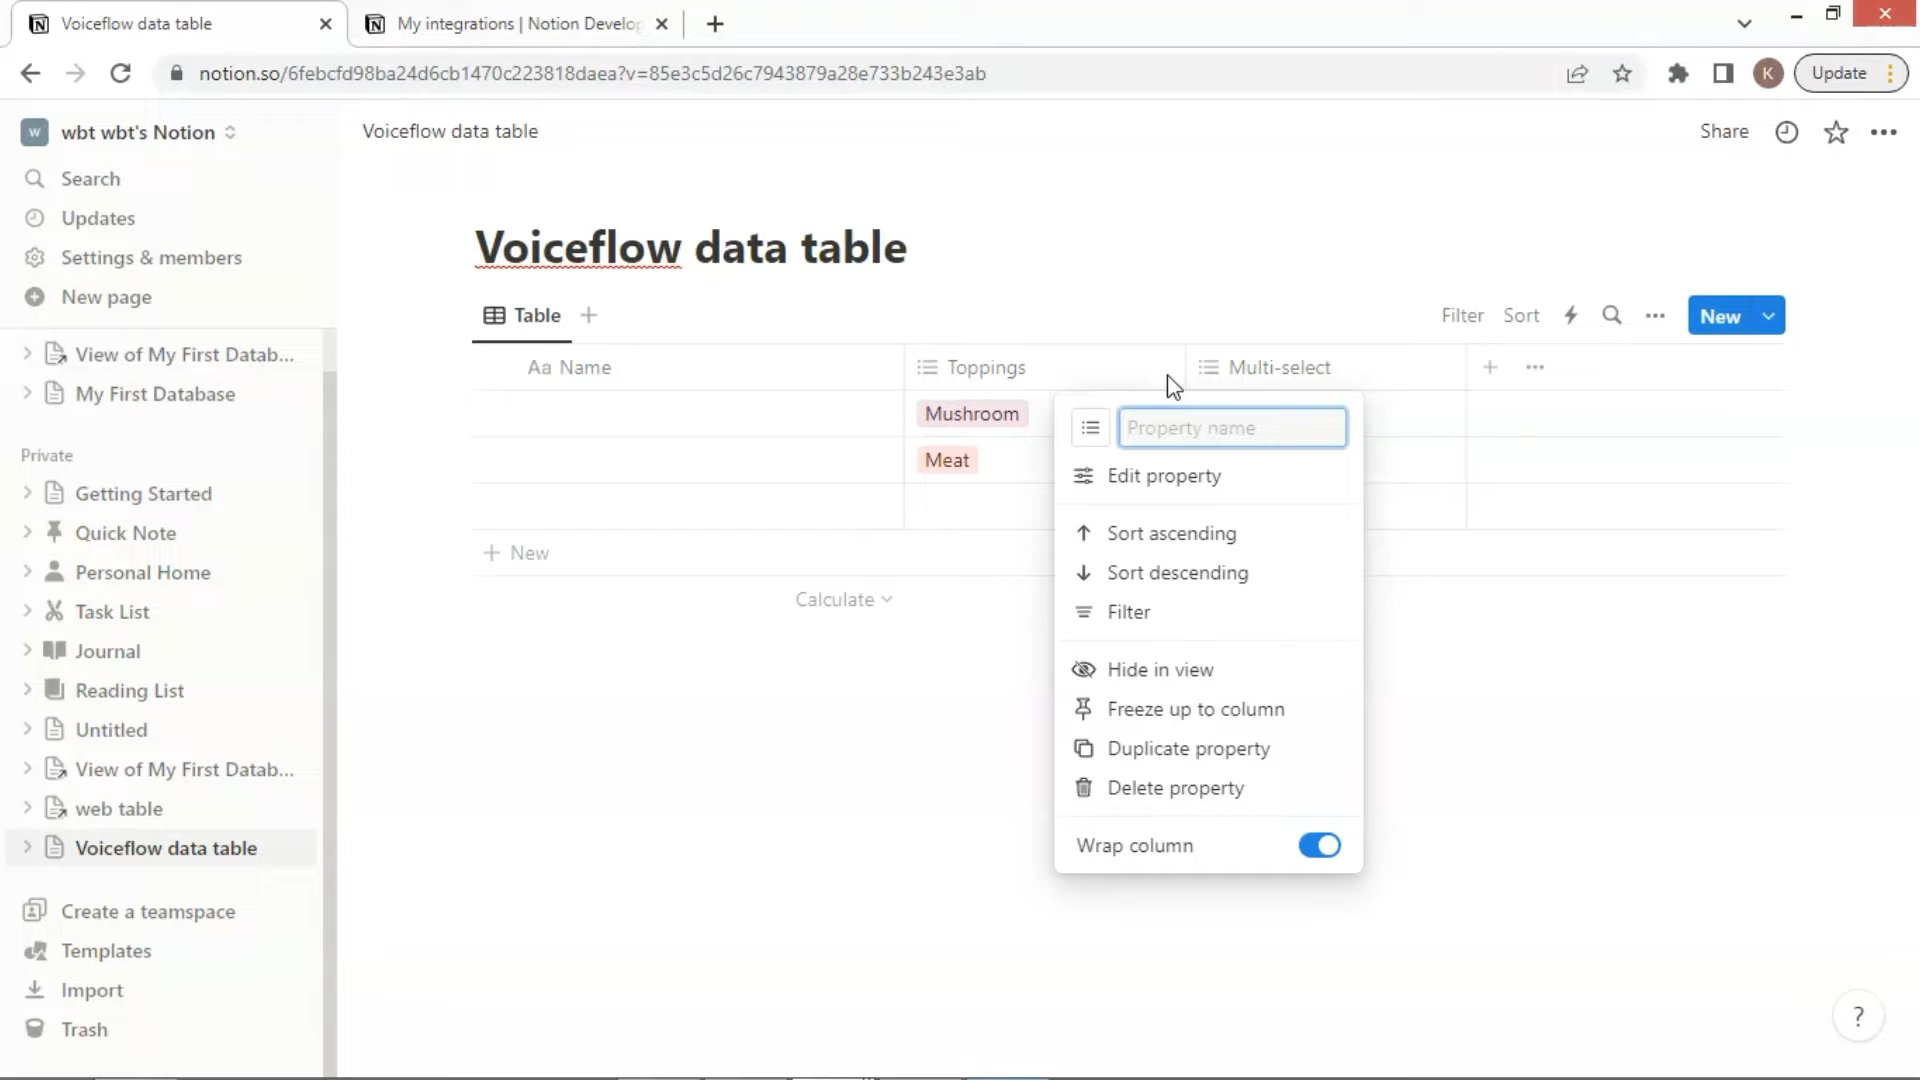 Voiceflow data table
My integrations | Notion Develop
notion.so/6febcfd98ba24d6cb1470c223818daea?v=85e3c5d26c7943879a28e733b243e3ab
K
Update
W
wbt wbt's Notion
Voiceflow data table
Share
Search
Updates
Settings & members
New page
View of My First Datab...
My First Database
Private
Getting Started
Quick Note
Personal Home
Task List
Journal
Reading List
Untitled
View of My First Datab...
web table
Voiceflow data table
Create a teamspace
Templates
Import
Trash
Voiceflow data table
Table
Filter Sort
New
Aa Name
Toppings
Multi-select
Mushroom
Meat
New
Calculate
Property name
Edit property
Sort ascending
Sort descending
Filter
Hide in view
Freeze up to column
Duplicate property
Delete property
Wrap column
?